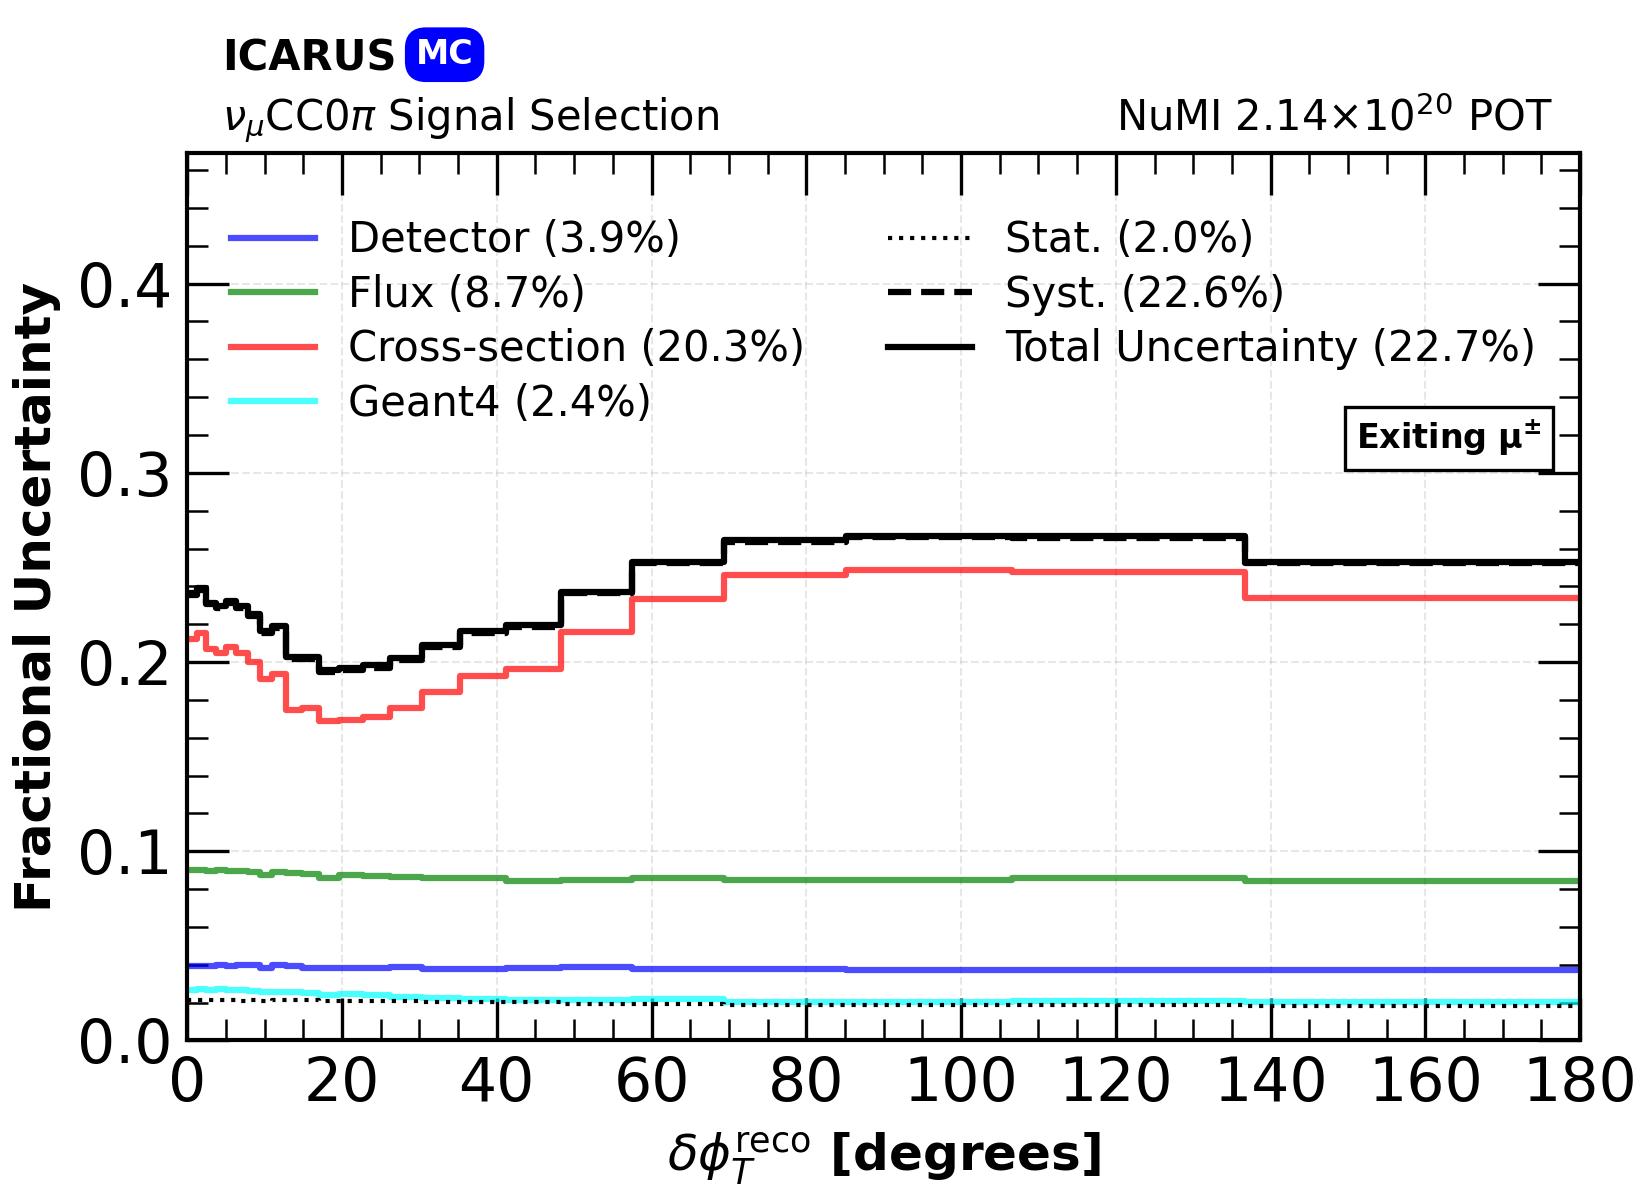 ICARUS MC
νμCC0π Signal Selection NuMI 2.14×10²⁰ POT
Detector (3.9%) Stat. (2.0%)
Flux (8.7%) Syst. (22.6%)
Cross-section (20.3%) Total Uncertainty (22.7%)
Geant4 (2.4%)
Exiting μ±
Fractional Uncertainty
0.4
0.3
0.2
0.1
0.0
0 20 40 60 80 100 120 140 160 180
δϕ_T^reco [degrees]